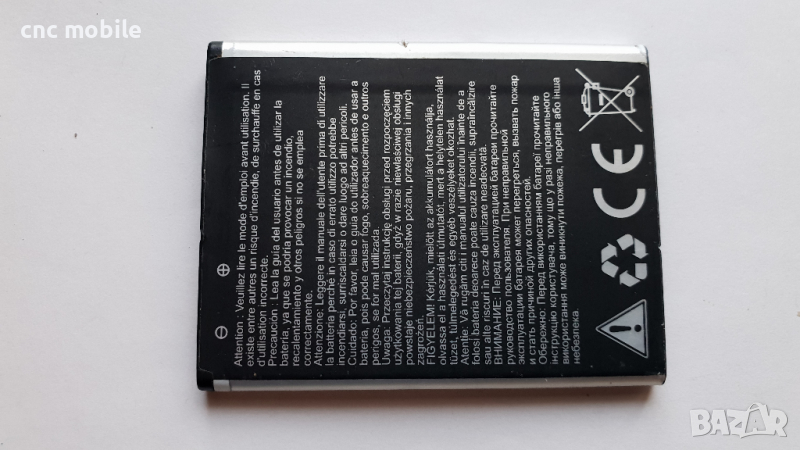 cnc mobile
Attention : Veuillez lire le mode d'emploi avant utilisation. Il
existe entre autres un risque d'incendie, de surchauffe en cas
d'utilisation incorrecte.
Precaución : Lea la guía del usuario antes de utilizar la
batería, ya que se podría provocar un incendio,
recalentamiento y otros peligros si no se emplea
correctamente.
Attenzione: Leggere il manuale dell'utente prima di utilizzare
la batteria perché in caso di errato utilizzo potrebbe
incendiarsi, surriscaldarsi o dare luogo ad altri pericoli.
Cuidado: Por favor, leia o guia do utilizador antes de usar a
bateria, pois poderá causar fogo, sobreaquecimento e outros
perigos, se for mal utilizada.
Uwaga: Przeczytaj instrukcję obsługi przed rozpoczęciem
użytkowania tej baterii, gdyż w razie niewłaściwej obsługi
powstaje niebezpieczeństwo pożaru, przegrzania i innych
zagrożeń.
FIGYELEM! Kérjük, mielőtt az akkumulátort használja,
olvassa el a használati útmutatót, mert a helytelen használat
tüzet, túlmelegedést és egyéb veszélyeket okozhat.
Atenție: Vă rugăm citi manualul utilizatorului înainte de a
folosi bateria deoarece poate cauza incendii, supraîncălzire
sau alte riscuri în caz de utilizare neadecvată.
ВНИМАНИЕ: Перед эксплуатацией батареи прочитайте
руководство пользователя. При неправильной
эксплуатации батарея может перегреться, вызвать пожар
и стать причиной других опасностей.
Обережно: Перед використанням батареї прочитайте
інструкцію користувача, тому що у разі неправильного
використання може виникнути пожежа, перегрів або інша
небезпека
CE
BAZAR